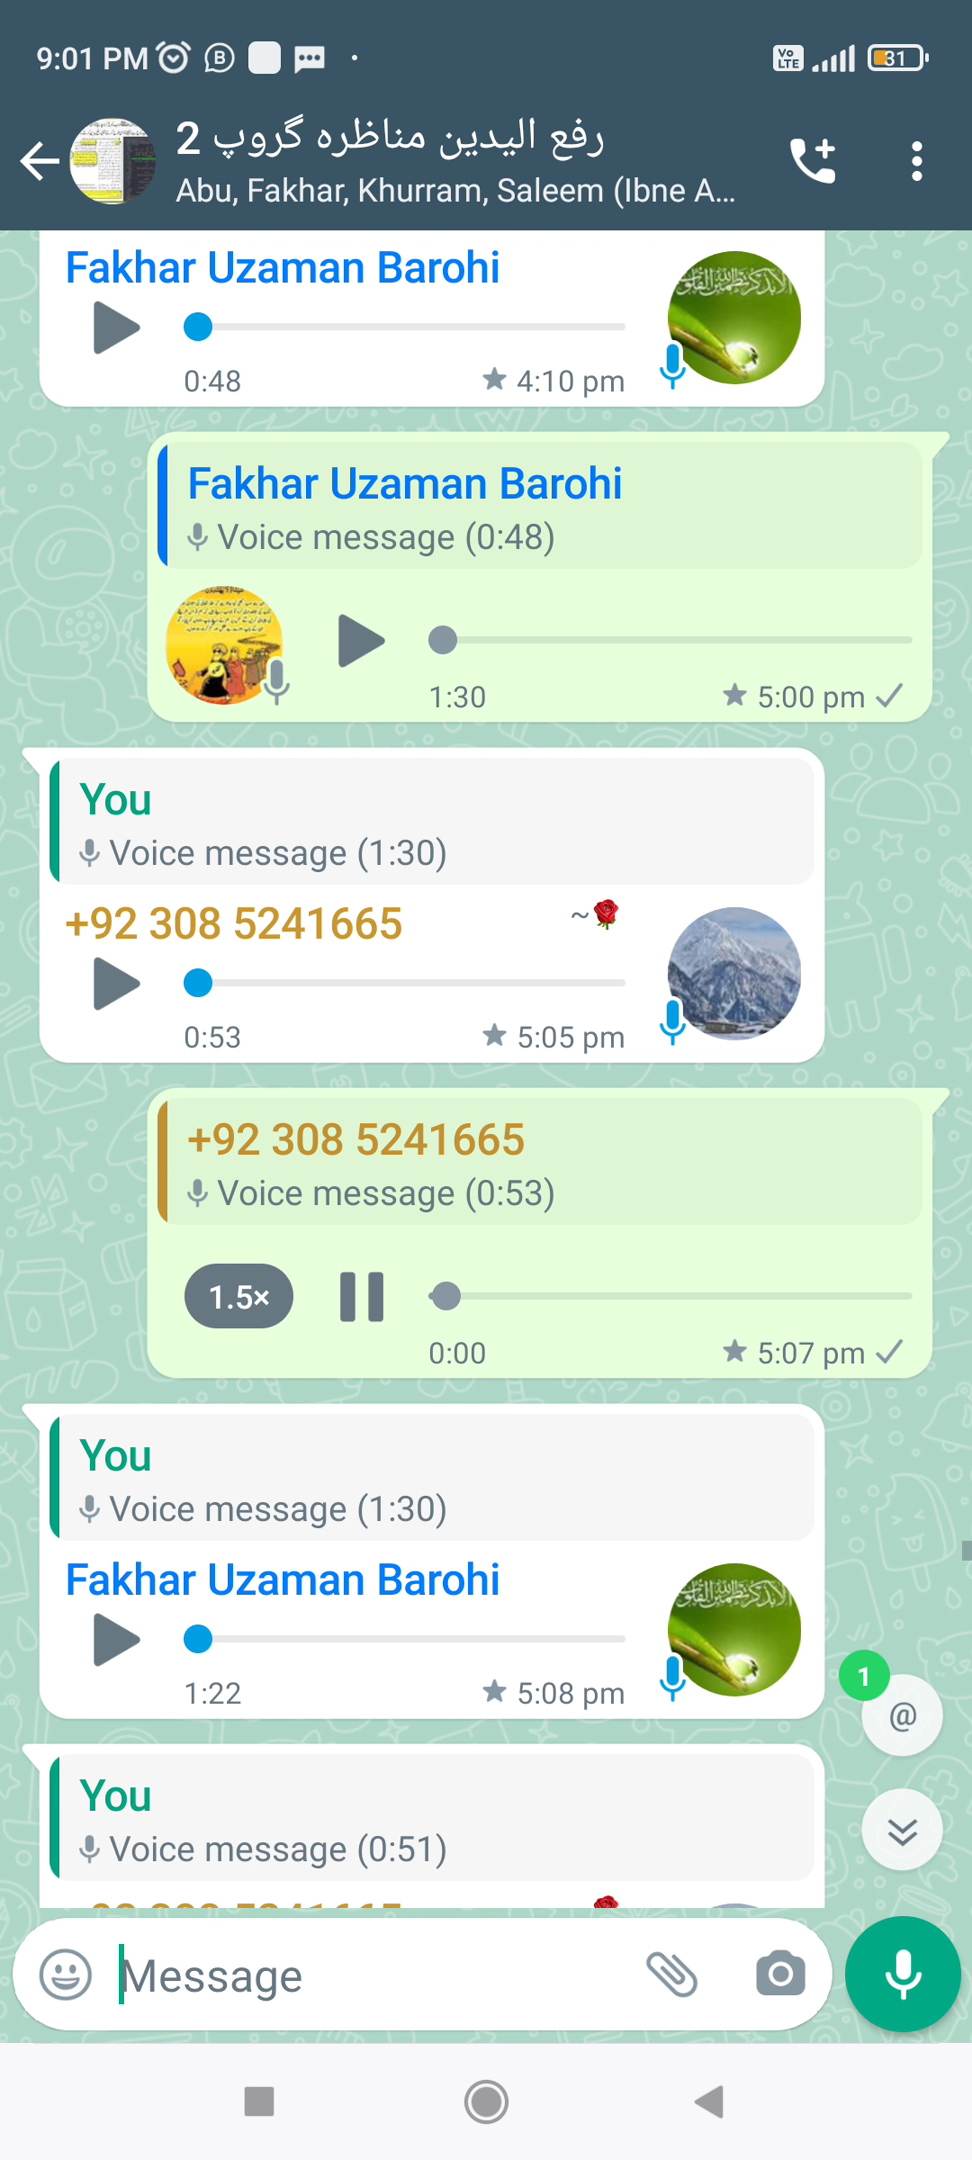 9:01 PM
Vo LTE 31
رفع الیدین مناظرہ گروپ 2
Abu, Fakhar, Khurram, Saleem (Ibne A...
Fakhar Uzaman Barohi
0:48 4:10 pm
Fakhar Uzaman Barohi
Voice message (0:48)
1:30 5:00 pm
You
Voice message (1:30)
+92 308 5241665 ~🌹
0:53 5:05 pm
+92 308 5241665
Voice message (0:53)
1.5×
0:00 5:07 pm
You
Voice message (1:30)
Fakhar Uzaman Barohi
1:22 5:08 pm
1
@
You
Voice message (0:51)
Message